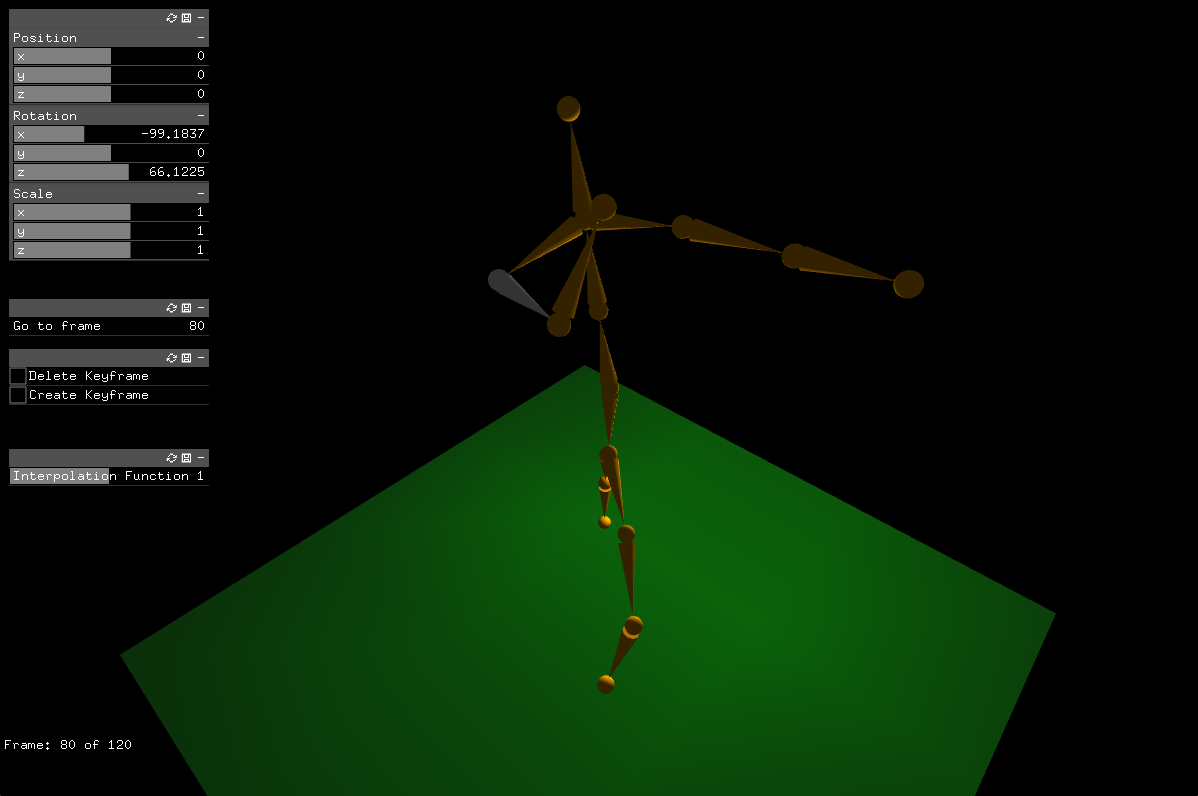 Position
x 0
y 0
z 0
Rotation
x -99.1837
y 0
z 66.1225
Scale
x 1
y 1
z 1
Go to frame 80
Delete Keyframe
Create Keyframe
Interpolation Function 1
Frame: 80 of 120